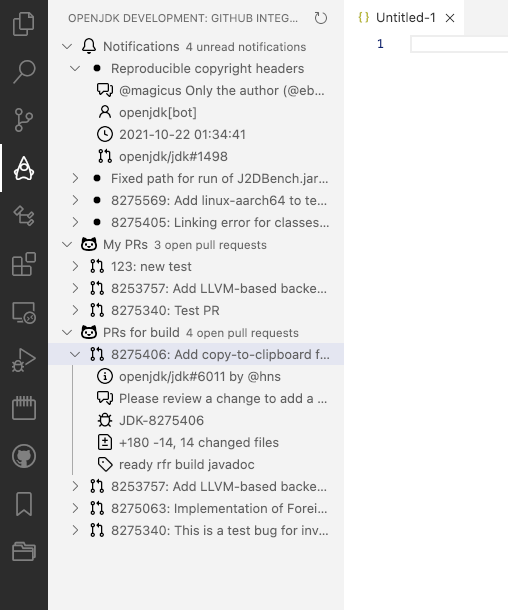 OPENJDK DEVELOPMENT: GITHUB INTEG...
Untitled-1
1
Notifications 4 unread notifications
Reproducible copyright headers
@magicus Only the author (@eb...
openjdk[bot]
2021-10-22 01:34:41
openjdk/jdk#1498
Fixed path for run of J2DBench.jar...
8275569: Add linux-aarch64 to te...
8275405: Linking error for classes...
My PRs 3 open pull requests
123: new test
8253757: Add LLVM-based backe...
8275340: Test PR
PRs for build 4 open pull requests
8275406: Add copy-to-clipboard f...
openjdk/jdk#6011 by @hns
Please review a change to add a ...
JDK-8275406
+180 -14, 14 changed files
ready rfr build javadoc
8253757: Add LLVM-based backe...
8275063: Implementation of Forei...
8275340: This is a test bug for inv...